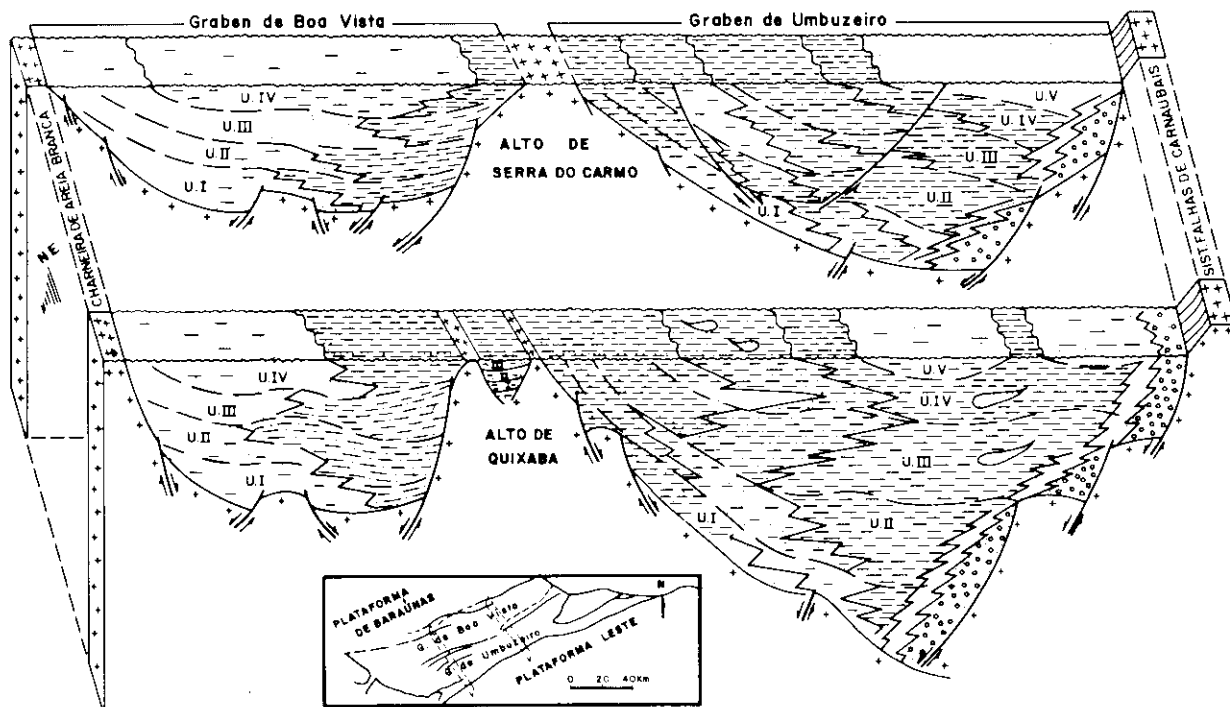 Graben de Boa Vista
Graben de Umbuzeiro
U.IV
U.III
U.II
U.I
ALTO DE
SERRA DO CARMO
U.V
U.IV
U.III
U.II
U.I
CHARNEIRA DE AREIA BRANCA
NE
SIST. FALHAS DE CARNAUBAIS
U.IV
U.III
U.II
U.I
ALTO DE
QUIXABA
U.V
U.IV
U.III
U.II
U.I
PLATAFORMA
DE BARAÚNAS
G. de Boa Vista
G. de Umbuzeiro
PLATAFORMA LESTE
N
0 20 40Km